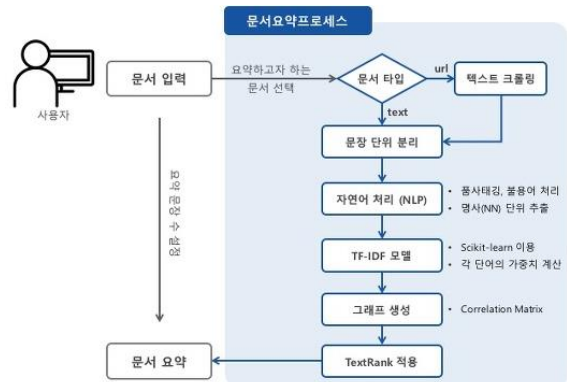 문서요약프로세스
사용자
문서 입력
요약하고자 하는
문서 선택
문서 타입
url
텍스트 크롤링
text
문장 단위 분리
요약 문장 수 설정
자연어 처리 (NLP)
• 품사태깅, 불용어 처리
• 명사(NN) 단위 추출
TF-IDF 모델
• Scikit-learn 이용
• 각 단어의 가중치 계산
그래프 생성
• Correlation Matrix
문서 요약
TextRank 적용